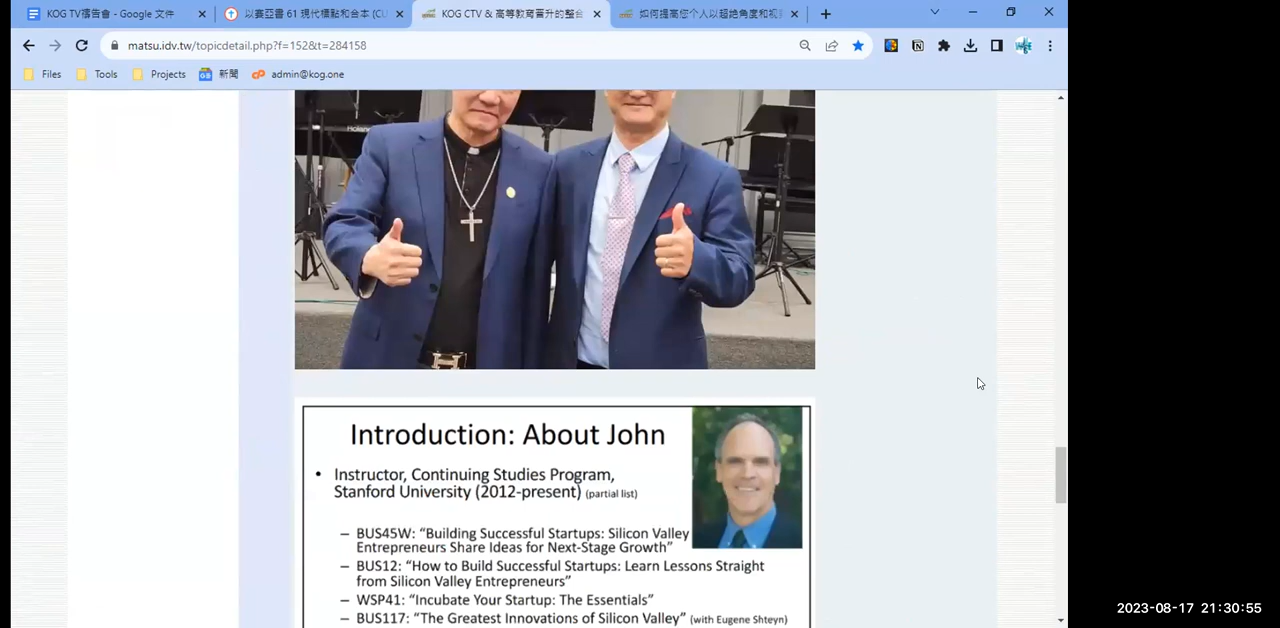 KOG TV禱告會 - Google 文件
以賽亞書 61 現代標點和合本 (CU
KOG CTV & 高等教育晉升的整合
如何提高您個人以超絶角度和視
matsu.idv.tw/topicdetail.php?f=152&t=284158
Files
Tools
Projects
新聞
admin@kog.one
Introduction: About John
• Instructor, Continuing Studies Program,
Stanford University (2012-present) (partial list)
– BUS45W: “Building Successful Startups: Silicon Valley
Entrepreneurs Share Ideas for Next-Stage Growth”
– BUS12: “How to Build Successful Startups: Learn Lessons Straight
from Silicon Valley Entrepreneurs”
– WSP41: “Incubate Your Startup: The Essentials”
– BUS117: “The Greatest Innovations of Silicon Valley” (with Eugene Shteyn)
2023-08-17 21:30:55